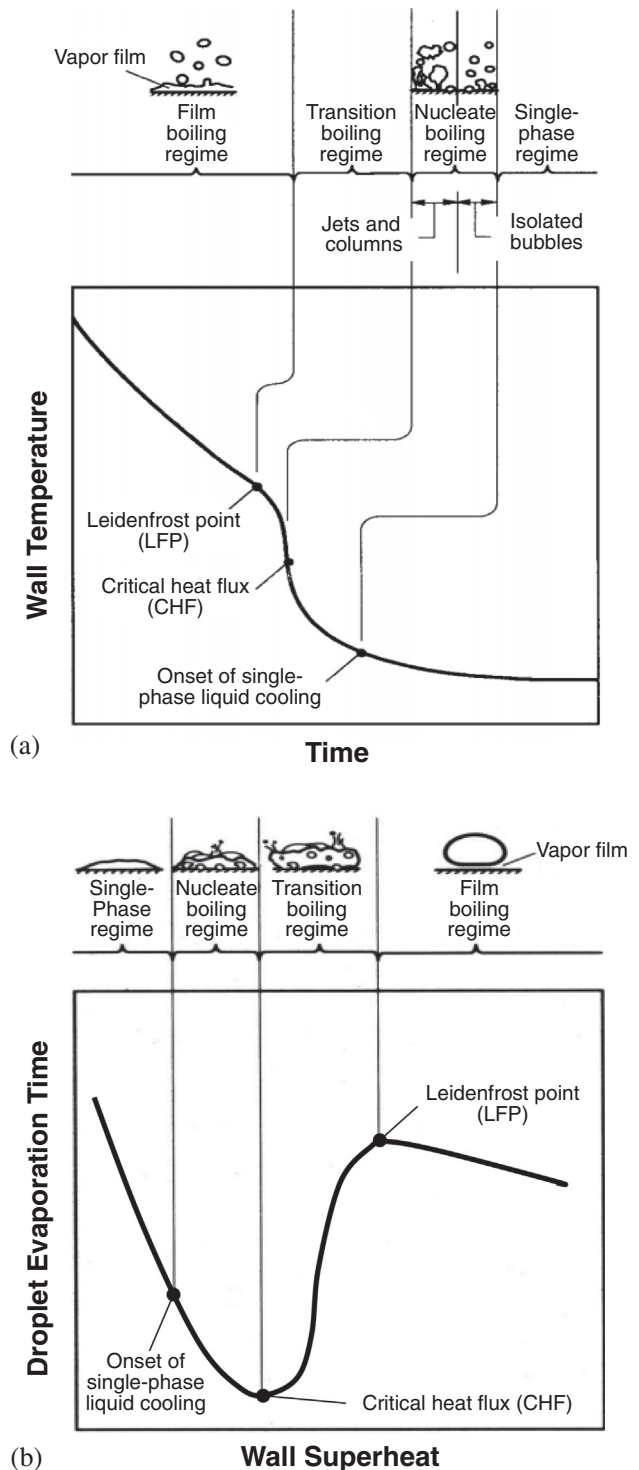 Vapor film
Film
boiling
regime
Transition
boiling
regime
Nucleate
boiling
regime
Single-
phase
regime
Jets and
columns
Isolated
bubbles
Wall Temperature
Leidenfrost point
(LFP)
Critical heat flux
(CHF)
Onset of single-
phase liquid cooling
(a)
Time
Vapor film
Single-
Phase
regime
Nucleate
boiling
regime
Transition
boiling
regime
Film
boiling
regime
Droplet Evaporation Time
Leidenfrost point
(LFP)
Onset of
single-phase
liquid cooling
Critical heat flux (CHF)
(b)
Wall Superheat